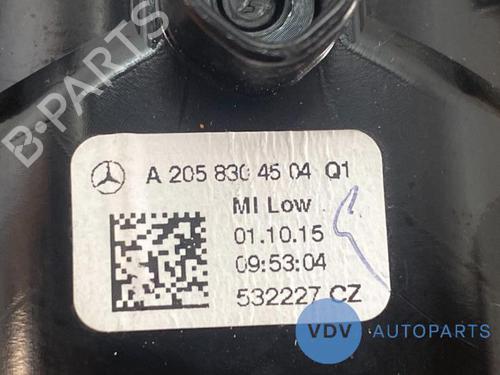 B-PARTS
A 205 830 45 04 Q1
MI Low
01.10.15
09:53:04
532227 CZ
VDV AUTOPARTS